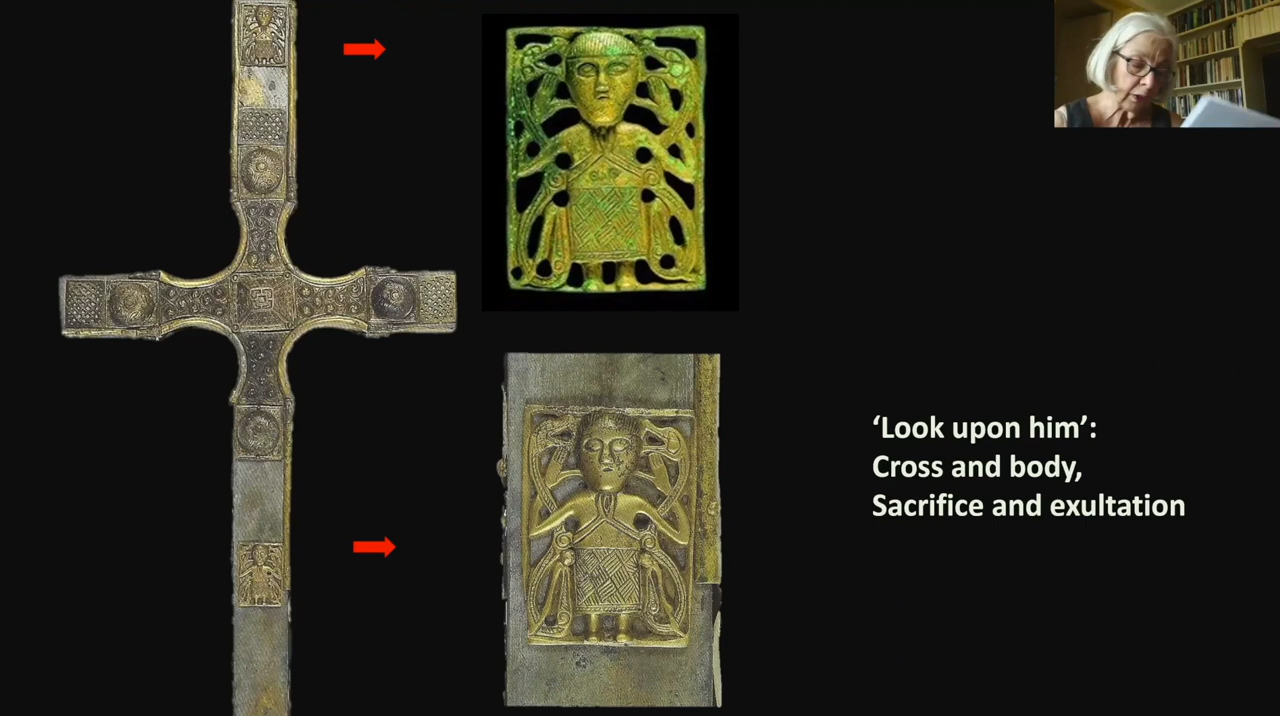 ‘Look upon him’:
Cross and body,
Sacrifice and exultation